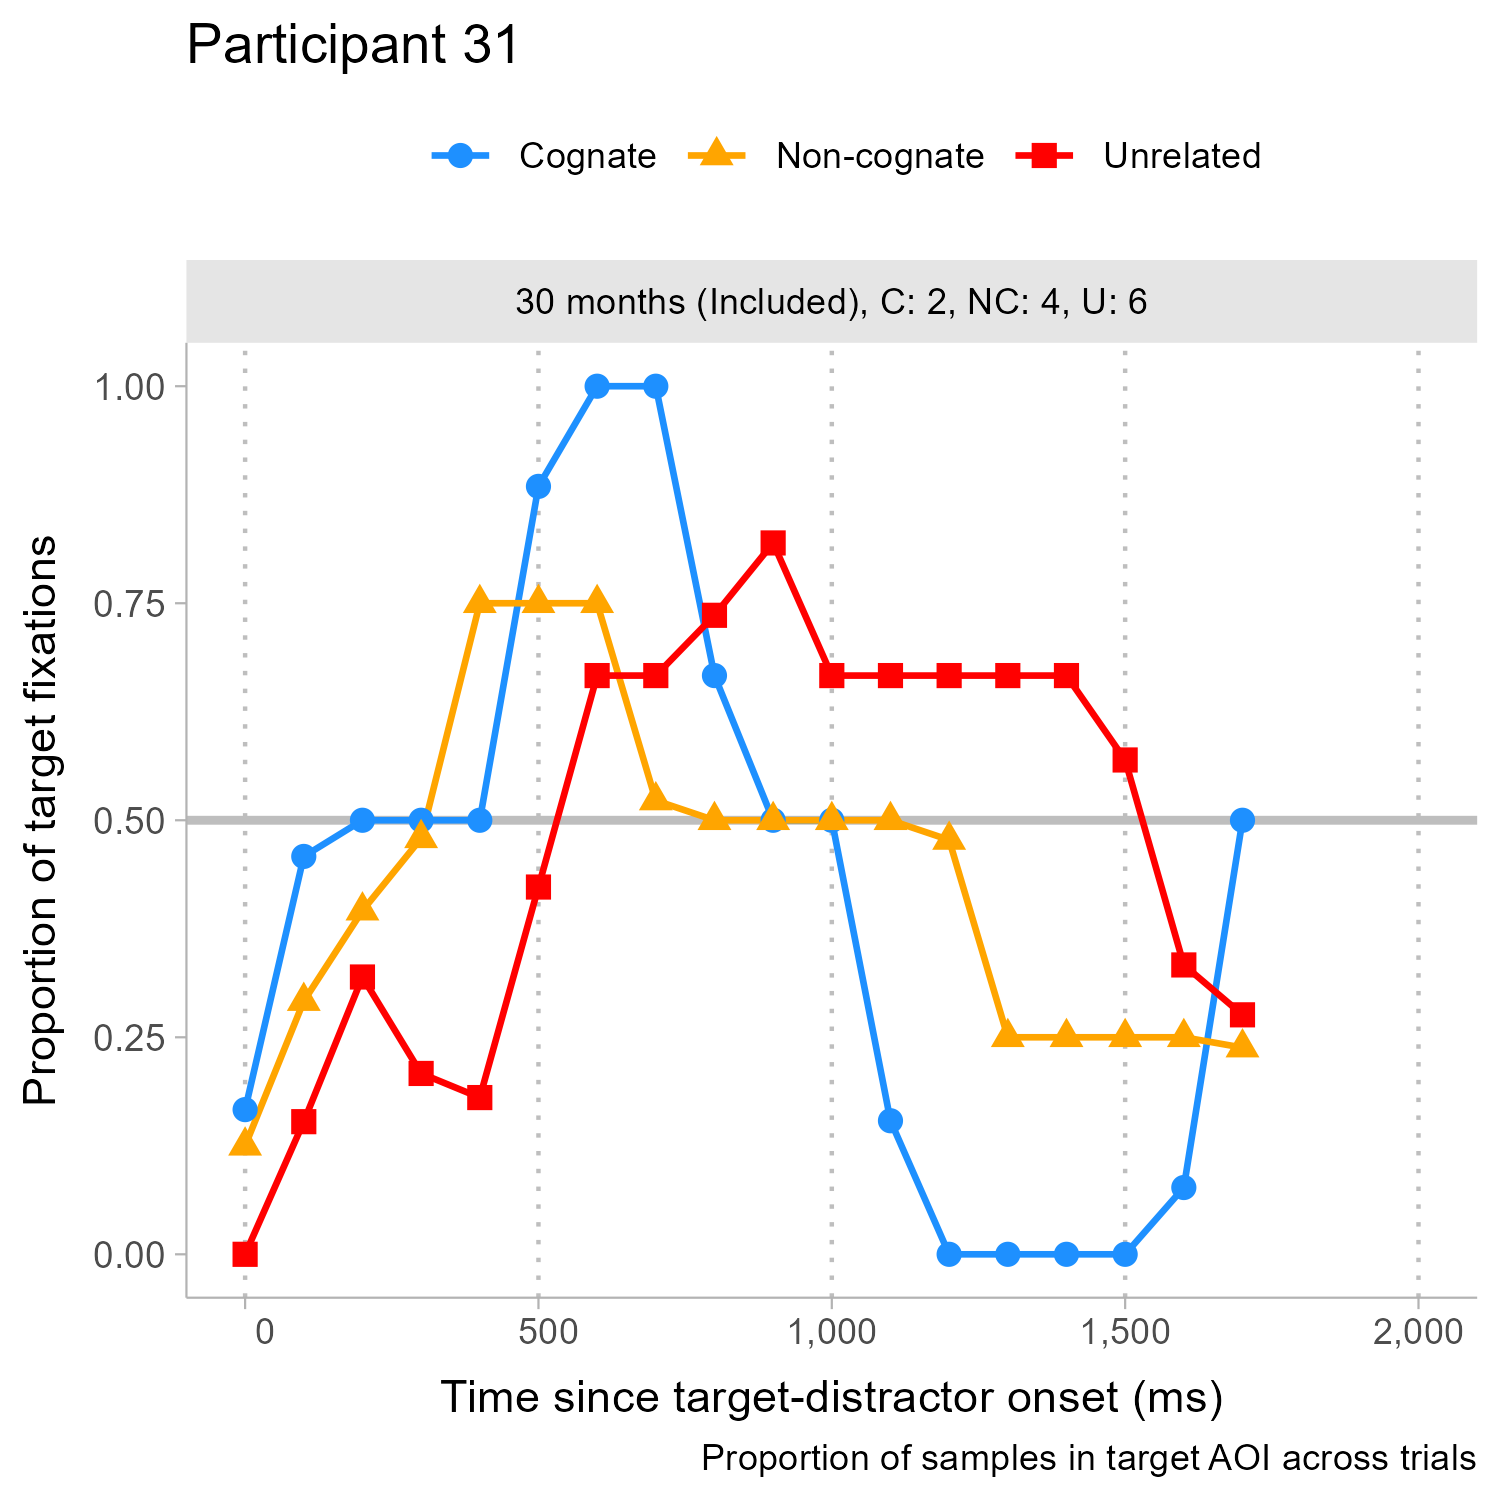 Participant 31
Cognate Non-cognate Unrelated
30 months (Included), C: 2, NC: 4, U: 6
1.00
0.75
0.50
0.25
0.00
Proportion of target fixations
0 500 1,000 1,500 2,000
Time since target-distractor onset (ms)
Proportion of samples in target AOI across trials